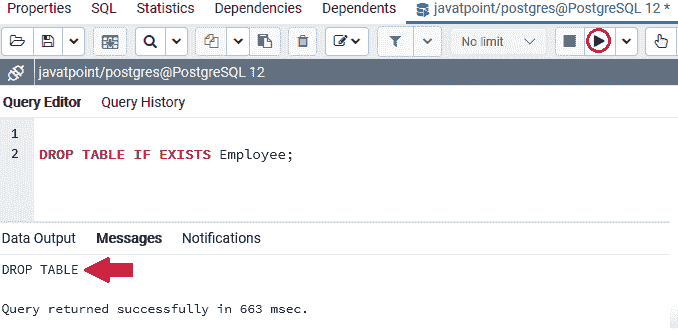 Properties SQL Statistics Dependencies Dependents javatpoint/postgres@PostgreSQL 12 *
No limit
javatpoint/postgres@PostgreSQL 12
Query Editor Query History
1
2 DROP TABLE IF EXISTS Employee;
Data Output Messages Notifications
DROP TABLE
Query returned successfully in 663 msec.